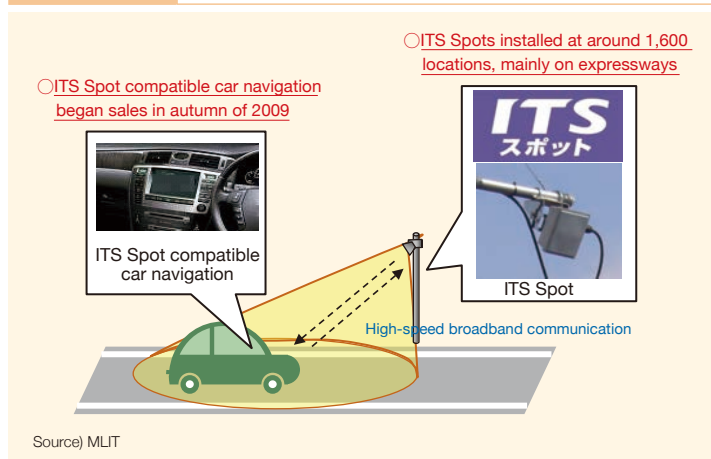 ○ITS Spots installed at around 1,600
locations, mainly on expressways
○ITS Spot compatible car navigation
began sales in autumn of 2009
ITS
スポット
ITS Spot compatible
car navigation
ITS Spot
High-speed broadband communication
Source) MLIT